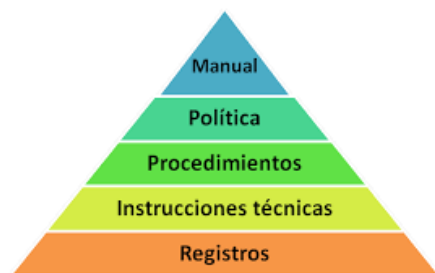 Manual
Política
Procedimientos
Instrucciones técnicas
Registros